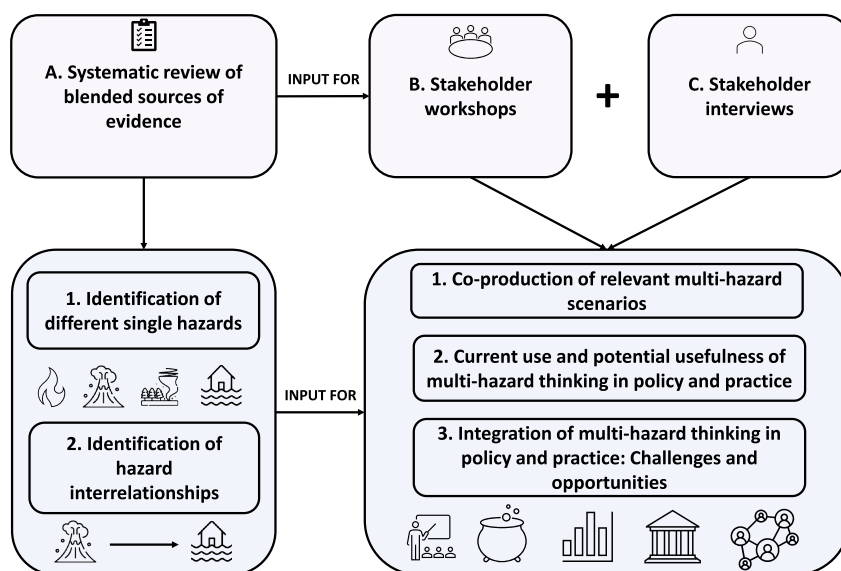 A. Systematic review of
blended sources of
evidence
INPUT FOR
B. Stakeholder
workshops
+
C. Stakeholder
interviews
1. Identification of
different single hazards
2. Identification of
hazard
interrelationships
INPUT FOR
1. Co-production of relevant multi-hazard
scenarios
2. Current use and potential usefulness of
multi-hazard thinking in policy and practice
3. Integration of multi-hazard thinking in
policy and practice: Challenges and
opportunities